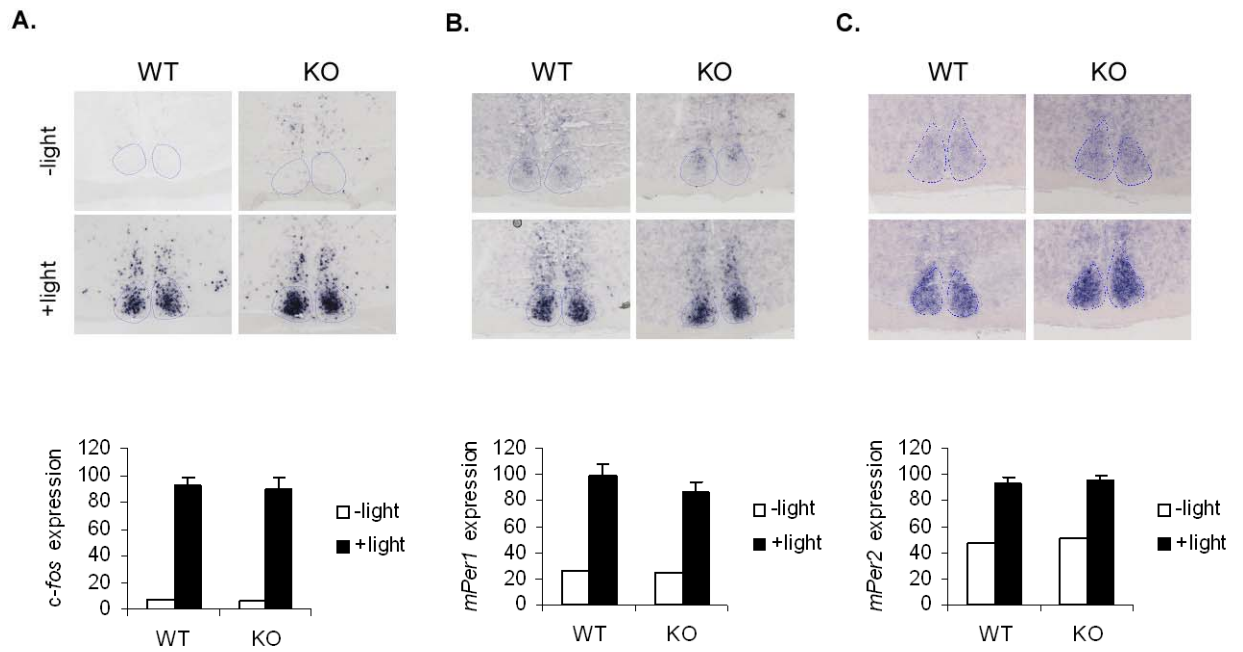 A.
WT KO
-light
+light
c-fos expression
120
100
80
60
40
20
0
WT KO
-light
+light
B.
WT KO
mPer1 expression
120
100
80
60
40
20
0
WT KO
-light
+light
C.
WT KO
mPer2 expression
120
100
80
60
40
20
0
WT KO
-light
+light